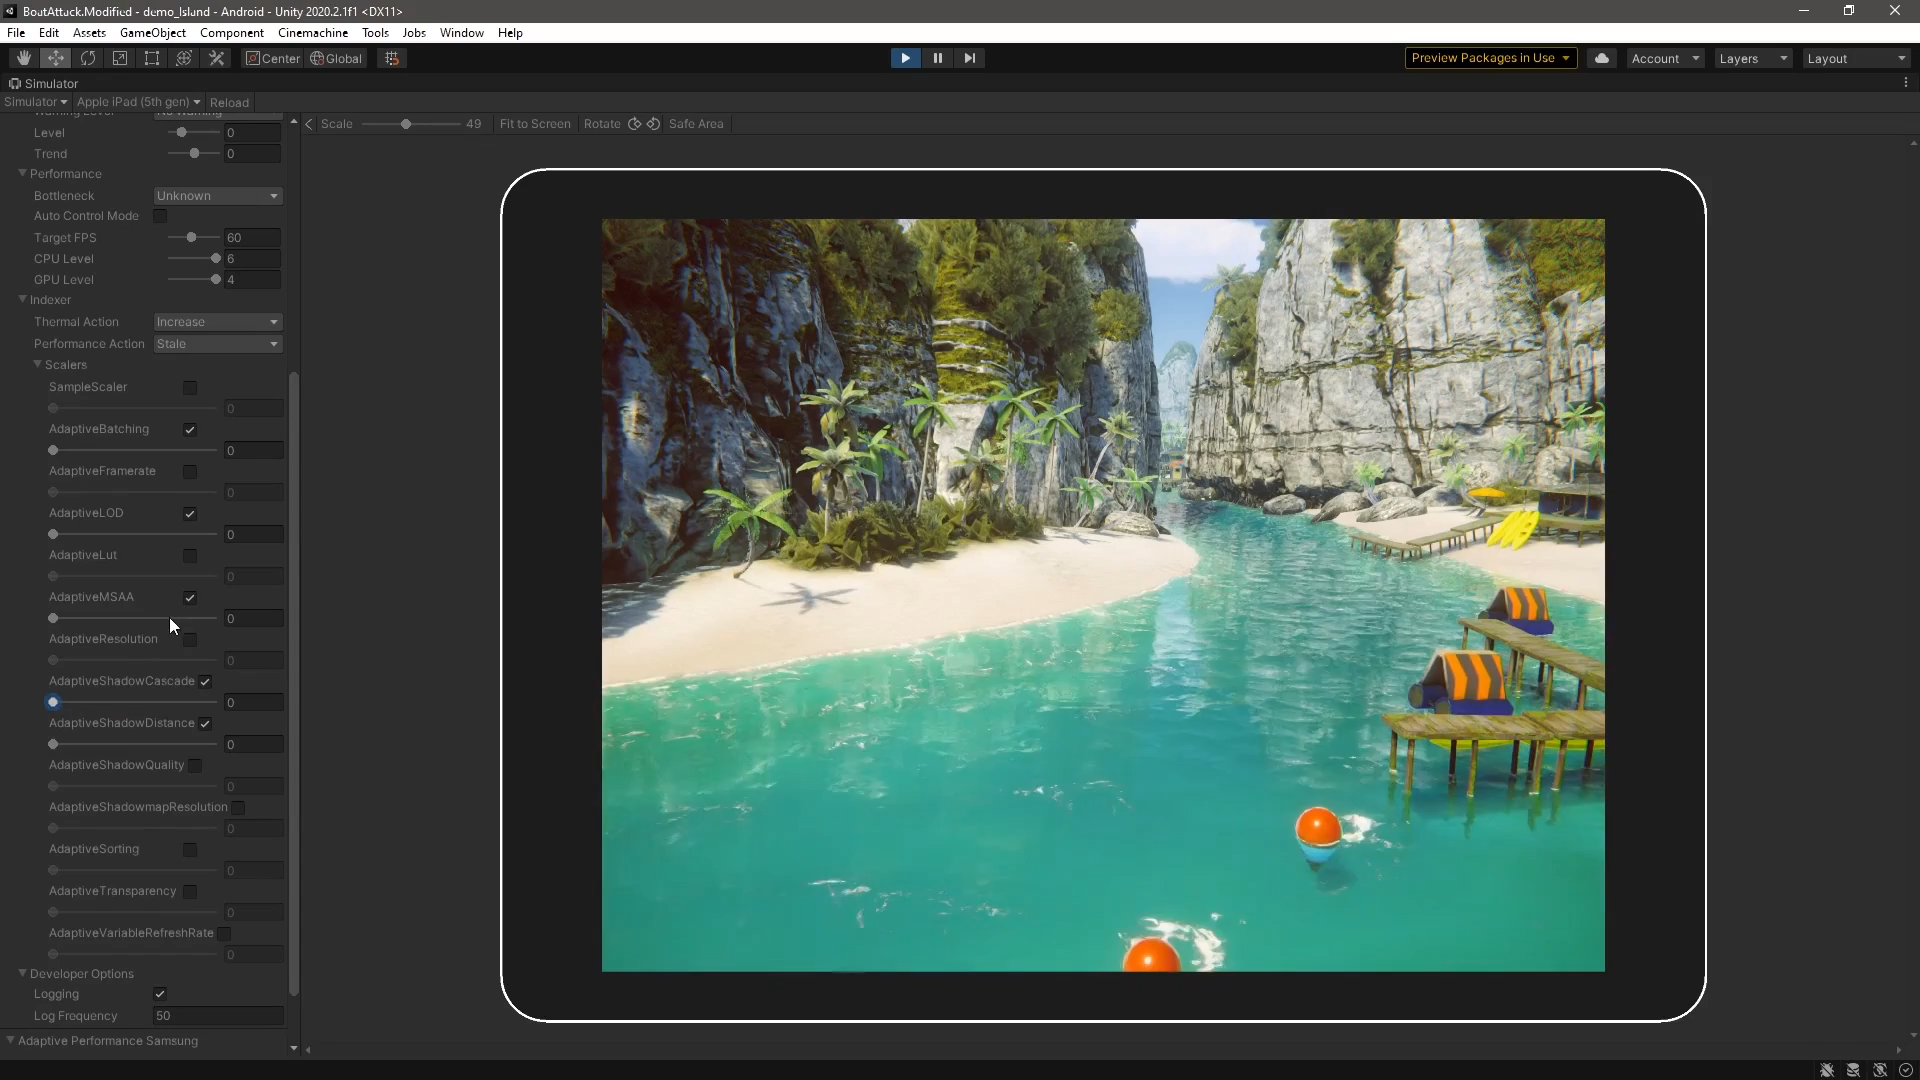 BoatAttack.Modified - demo_Island - Android - Unity 2020.2.1f1 <DX11>
File Edit Assets GameObject Component Cinemachine Tools Jobs Window Help
Center Global Preview Packages in Use Account Layers Layout
Simulator
Simulator Apple iPad (5th gen) Reload
Scale 49 Fit to Screen Rotate Safe Area
Warning Level No Warning
Level 0
Trend 0
Performance
Bottleneck Unknown
Auto Control Mode
Target FPS 60
CPU Level 6
GPU Level 4
Indexer
Thermal Action Increase
Performance Action Stale
Scalers
SampleScaler
0
AdaptiveBatching
0
AdaptiveFramerate
0
AdaptiveLOD
0
AdaptiveLut
0
AdaptiveMSAA
0
AdaptiveResolution
0
AdaptiveShadowCascade
0
AdaptiveShadowDistance
0
AdaptiveShadowQuality
0
AdaptiveShadowmapResolution
0
AdaptiveSorting
0
AdaptiveTransparency
0
AdaptiveVariableRefreshRate
0
Developer Options
Logging
Log Frequency 50
Adaptive Performance Samsung